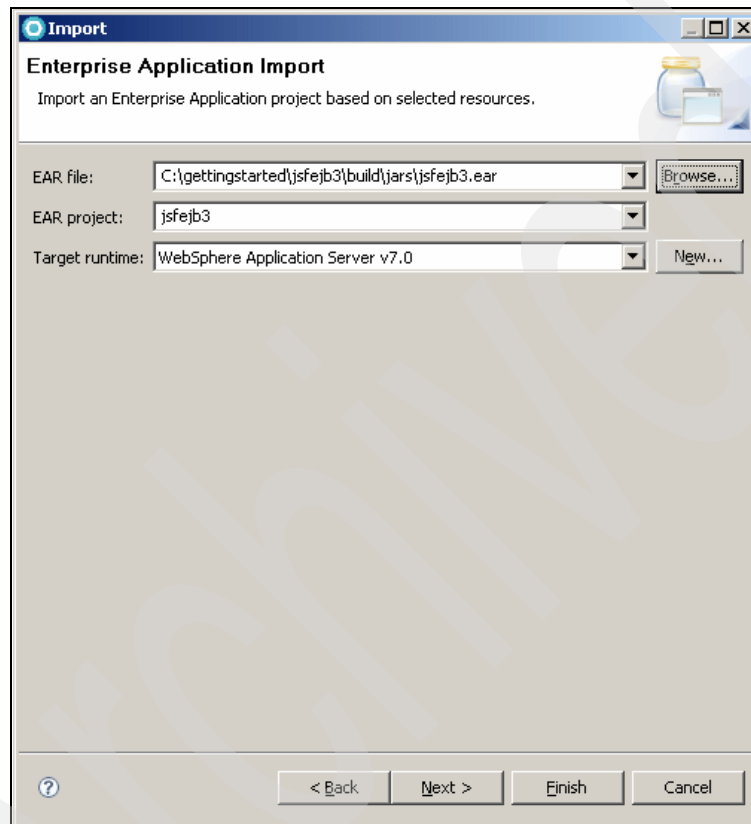 Import
Enterprise Application Import
Import an Enterprise Application project based on selected resources.
EAR file: C:\gettingstarted\jsfejb3\build\jars\jsfejb3.ear Browse...
EAR project: jsfejb3
Target runtime: WebSphere Application Server v7.0 New...
? < Back Next > Finish Cancel